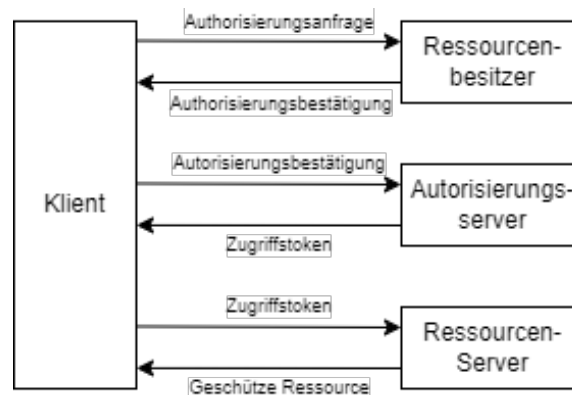 Authorisierungsanfrage
Ressourcen-
besitzer
Authorisierungsbestätigung
Autorisierungsbestätigung
Klient
Autorisierungs-
server
Zugriffstoken
Zugriffstoken
Ressourcen-
Server
Geschütze Ressource